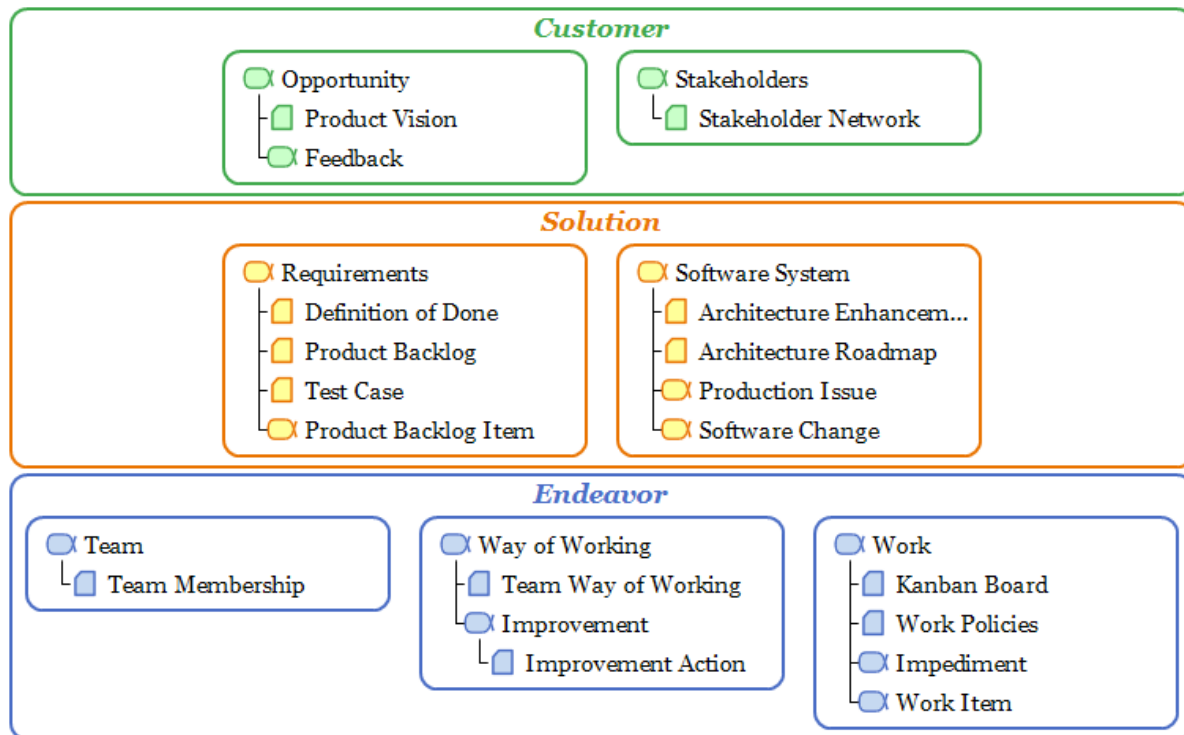 Customer
Opportunity
Product Vision
Feedback
Stakeholders
Stakeholder Network
Solution
Requirements
Definition of Done
Product Backlog
Test Case
Product Backlog Item
Software System
Architecture Enhancem...
Architecture Roadmap
Production Issue
Software Change
Endeavor
Team
Team Membership
Way of Working
Team Way of Working
Improvement
Improvement Action
Work
Kanban Board
Work Policies
Impediment
Work Item